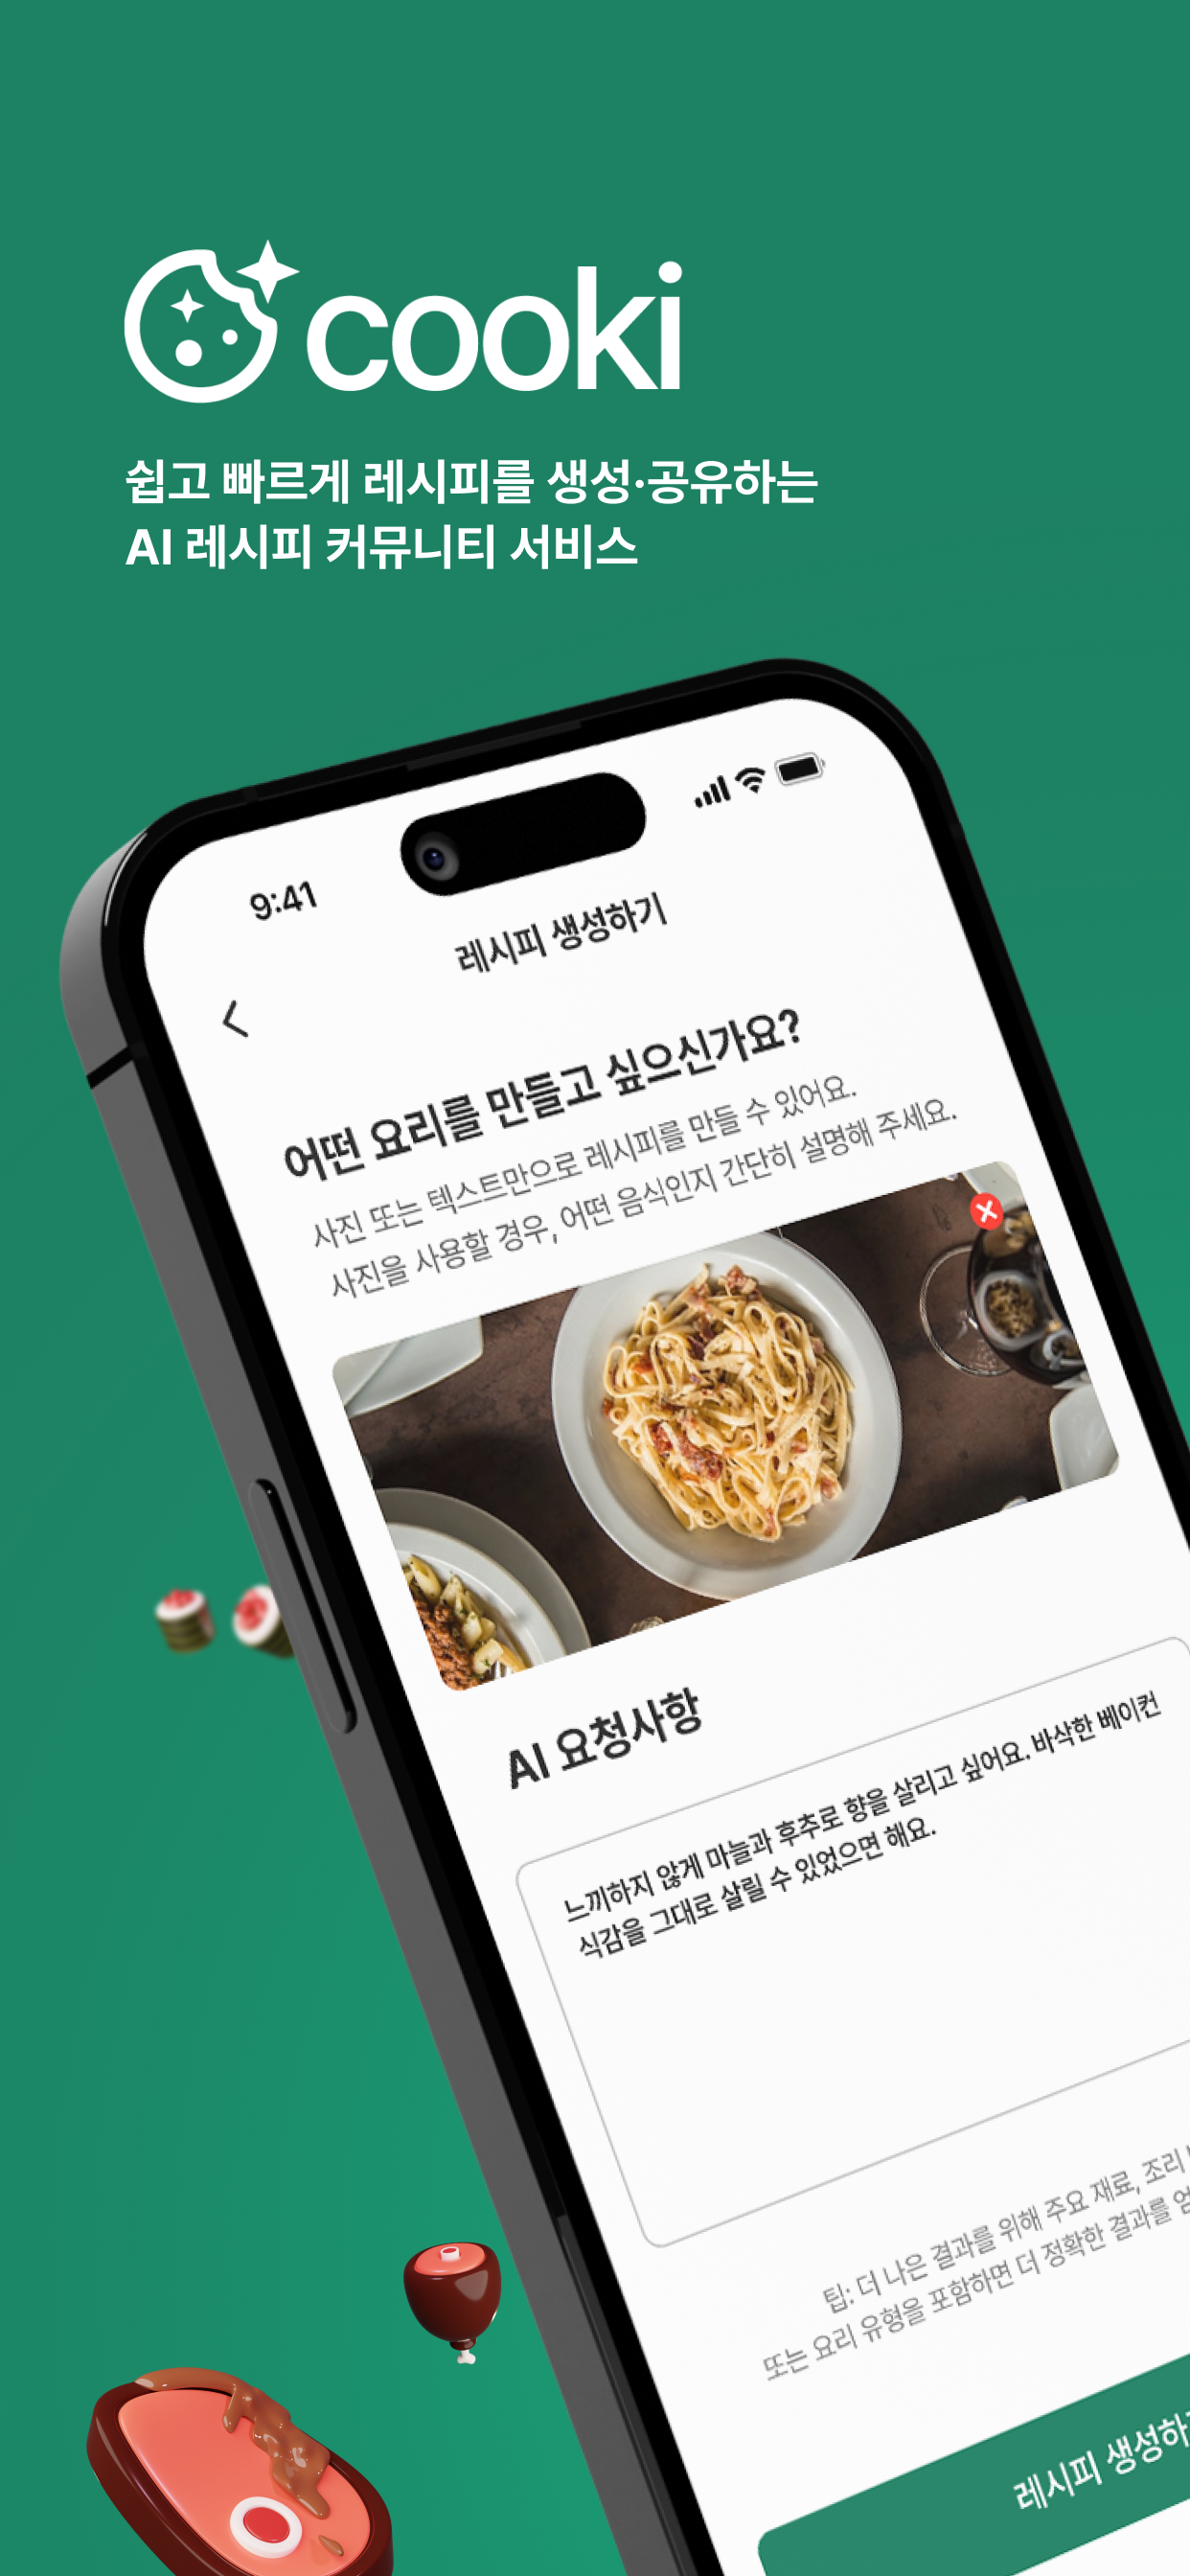 cooki
쉽고 빠르게 레시피를 생성·공유하는
AI 레시피 커뮤니티 서비스
9:41
레시피 생성하기
어떤 요리를 만들고 싶으신가요?
사진 또는 텍스트만으로 레시피를 만들 수 있어요.
사진을 사용할 경우, 어떤 음식인지 간단히 설명해 주세요.
AI 요청사항
느끼하지 않게 마늘과 후추로 향을 살리고 싶어요. 바삭한 베이컨
식감을 그대로 살릴 수 있었으면 해요.
팁: 더 나은 결과를 위해 주요 재료, 조리
또는 요리 유형을 포함하면 더 정확한 결과를
레시피